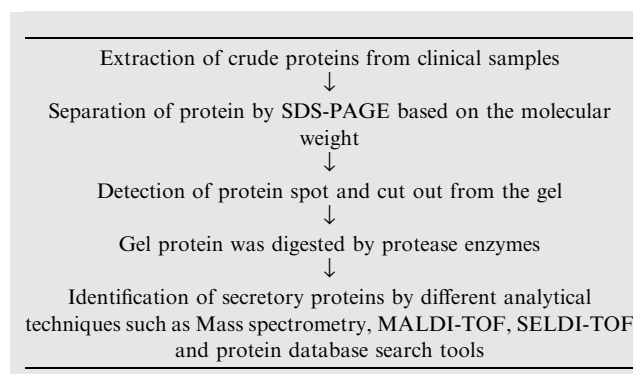 Extraction of crude proteins from clinical samples
↓
Separation of protein by SDS-PAGE based on the molecular
weight
↓
Detection of protein spot and cut out from the gel
↓
Gel protein was digested by protease enzymes
↓
Identification of secretory proteins by different analytical
techniques such as Mass spectrometry, MALDI-TOF, SELDI-TOF
and protein database search tools